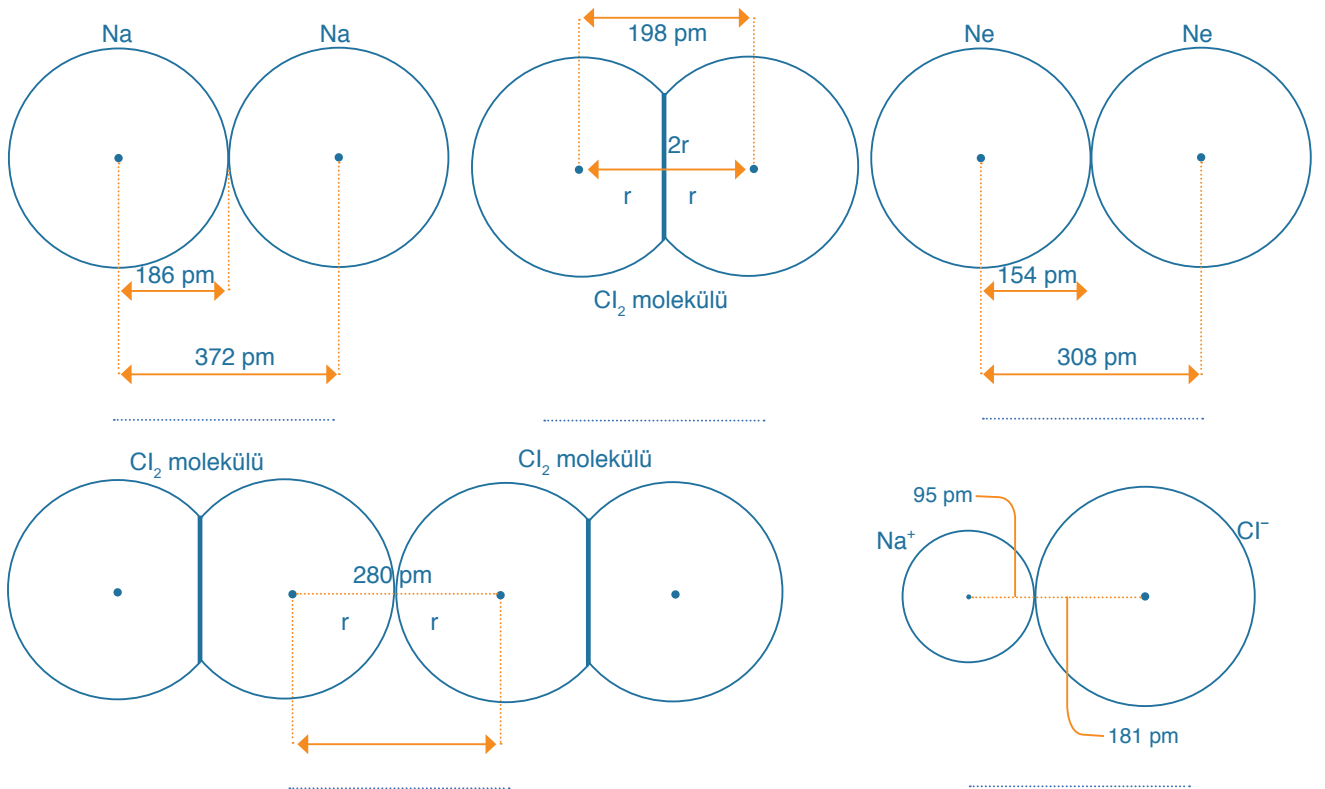 Na
Na
186 pm
372 pm
198 pm
2r
r
r
Cl₂ molekülü
Ne
Ne
154 pm
308 pm
Cl₂ molekülü
Cl₂ molekülü
280 pm
r
r
95 pm
Na⁺
Cl⁻
181 pm